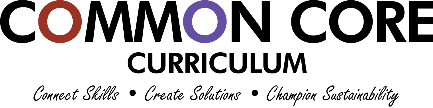 COMMON CORE
CURRICULUM
Connect Skills • Create Solutions • Champion Sustainability